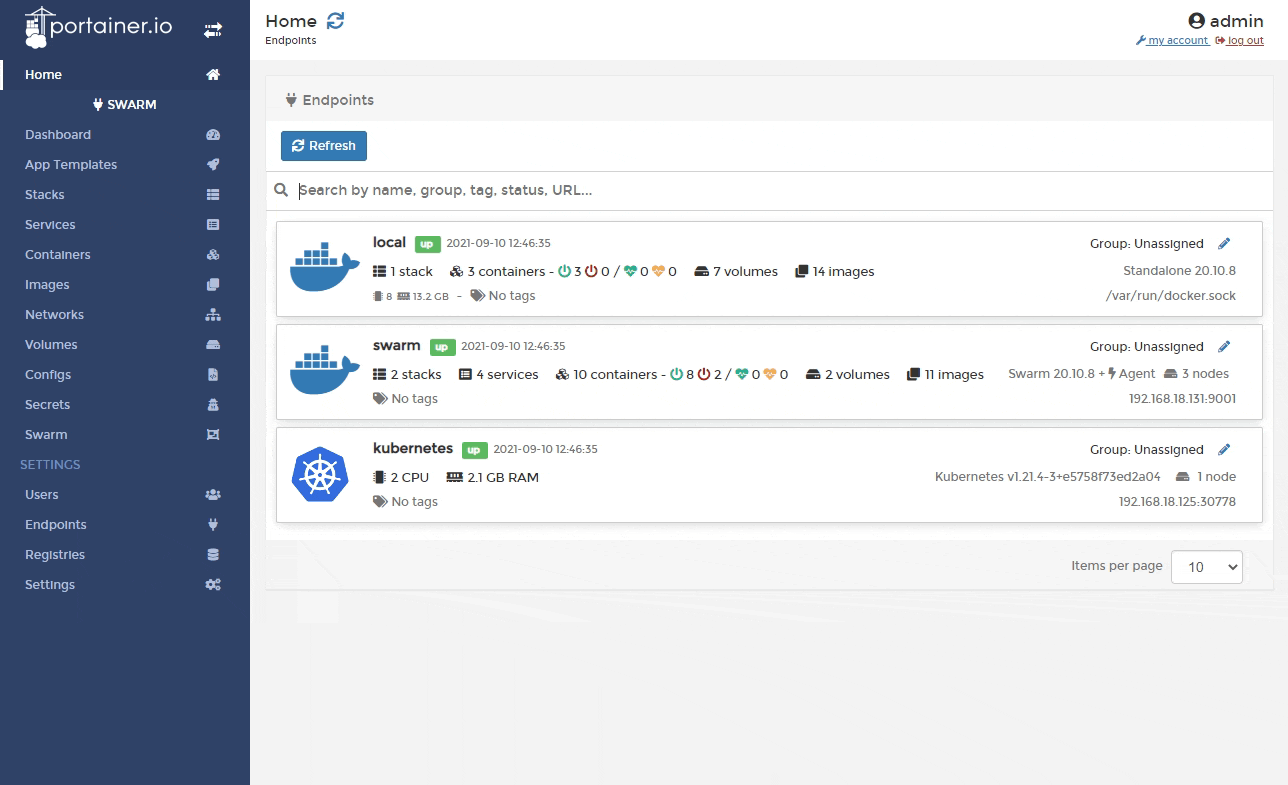 portainer.io
Home
SWARM
Dashboard
App Templates
Stacks
Services
Containers
Images
Networks
Volumes
Configs
Secrets
Swarm
SETTINGS
Users
Endpoints
Registries
Settings
Home
Endpoints
admin
my account log out
Endpoints
Refresh
Search by name, group, tag, status, URL...
local up 2021-09-10 12:46:35 Group: Unassigned
1 stack 3 containers - 3 0 / 0 0 7 volumes 14 images Standalone 20.10.8
8 13.2 GB - No tags /var/run/docker.sock
swarm up 2021-09-10 12:46:35 Group: Unassigned
2 stacks 4 services 10 containers - 8 2 / 0 0 2 volumes 11 images Swarm 20.10.8 + Agent 3 nodes
No tags 192.168.18.131:9001
kubernetes up 2021-09-10 12:46:35 Group: Unassigned
2 CPU 2.1 GB RAM Kubernetes v1.21.4-3+e5758f73ed2a04 1 node
No tags 192.168.18.125:30778
Items per page 10